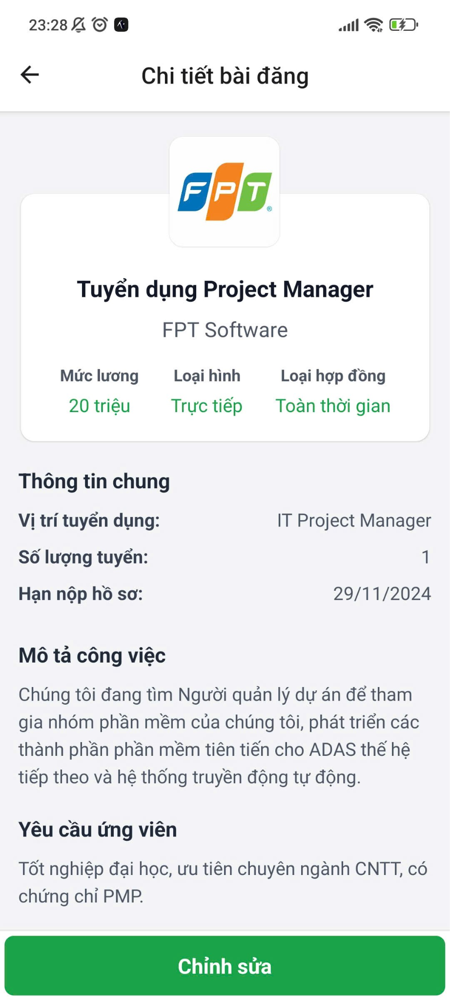 23:28
Chi tiết bài đăng
FPT
®
Tuyển dụng Project Manager
FPT Software
Mức lương Loại hình Loại hợp đồng
20 triệu Trực tiếp Toàn thời gian
Thông tin chung
Vị trí tuyển dụng: IT Project Manager
Số lượng tuyển: 1
Hạn nộp hồ sơ: 29/11/2024
Mô tả công việc
Chúng tôi đang tìm Người quản lý dự án để tham
gia nhóm phần mềm của chúng tôi, phát triển các
thành phần phần mềm tiên tiến cho ADAS thế hệ
tiếp theo và hệ thống truyền động tự động.
Yêu cầu ứng viên
Tốt nghiệp đại học, ưu tiên chuyên ngành CNTT, có
chứng chỉ PMP.
Chỉnh sửa